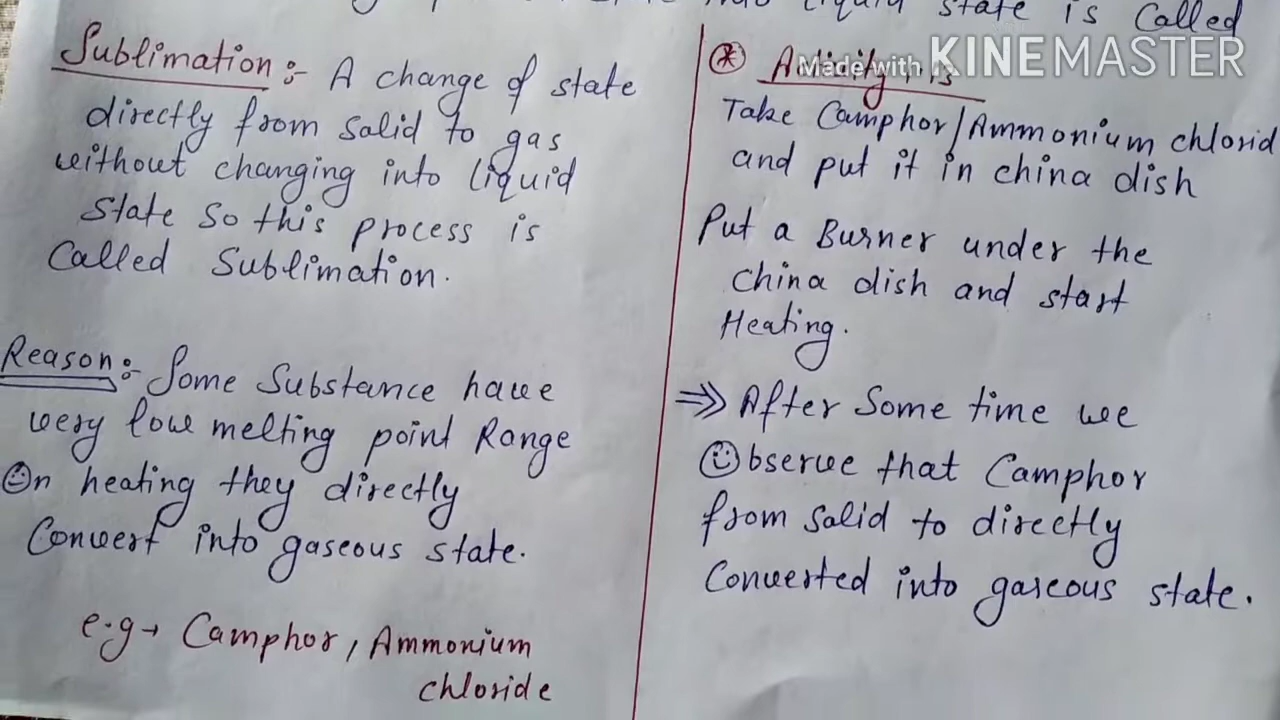 into liquid state is called
Sublimation :- A change of state
directly from solid to gas
without changing into liquid
state so this process is
Called Sublimation.
Reason :- Some Substance have
very low melting point Range
On heating they directly
Convert into gaseous state.
e.g → Camphor, Ammonium
chloride
Made with KINEMASTER
Take Camphor/Ammonium chlorid
and put it in china dish
Put a Burner under the
China dish and start
Heating.
⇒ After Some time we
Observe that Camphor
from solid to directly
Converted into gaseous state.